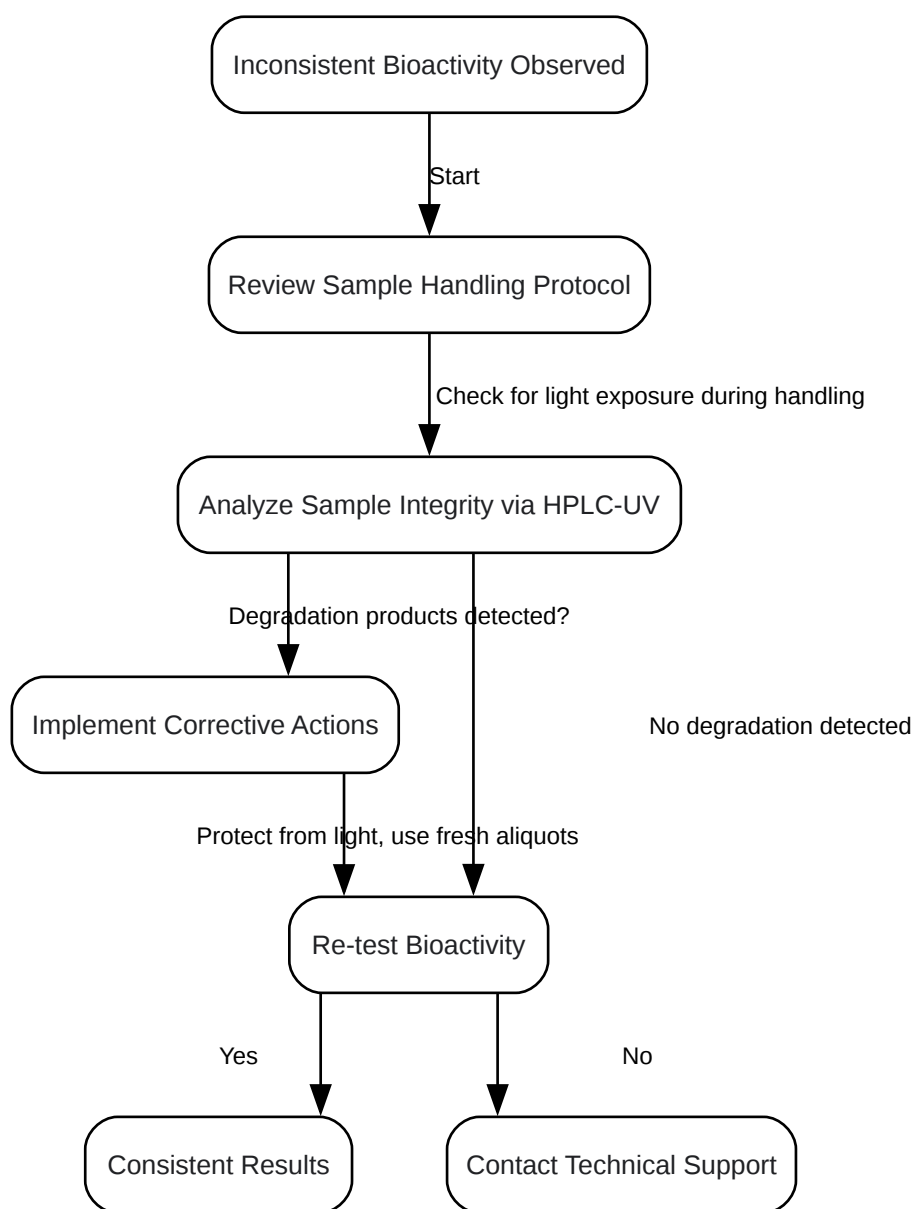 Inconsistent Bioactivity Observed
Start
Review Sample Handling Protocol
Check for light exposure during handling
Analyze Sample Integrity via HPLC-UV
Degradation products detected?
Implement Corrective Actions
No degradation detected
Protect from light, use fresh aliquots
Re-test Bioactivity
Yes
No
Consistent Results
Contact Technical Support